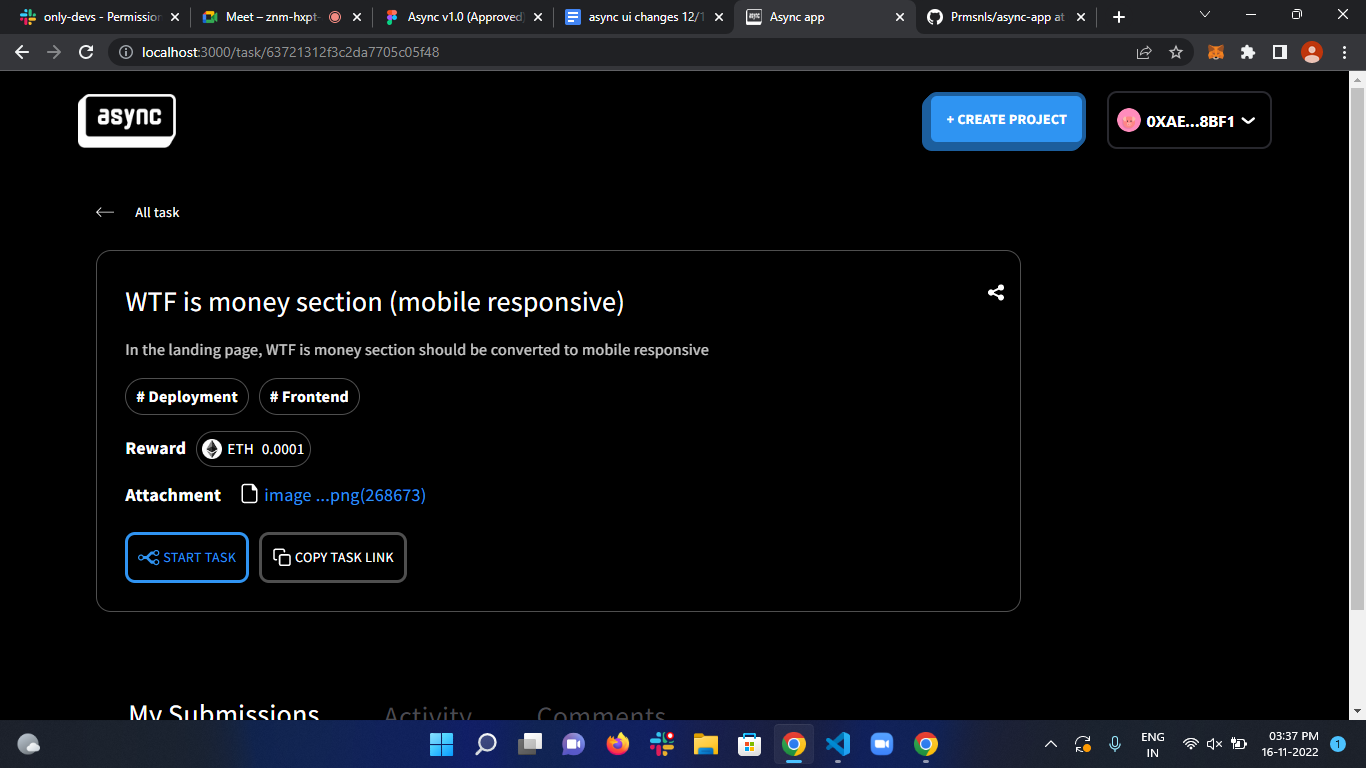 only-devs - Permission
Meet – znm-hxpt-
Async v1.0 (Approved)
async ui changes 12/1
Async app
Prmsnls/async-app at
localhost:3000/task/63721312f3c2da7705c05f48
async
+ CREATE PROJECT
0XAE...8BF1
All task
WTF is money section (mobile responsive)
In the landing page, WTF is money section should be converted to mobile responsive
# Deployment
# Frontend
Reward
ETH 0.0001
Attachment
image ...png(268673)
START TASK
COPY TASK LINK
My Submissions
Activity
Comments
ENG
IN
03:37 PM
16-11-2022
1